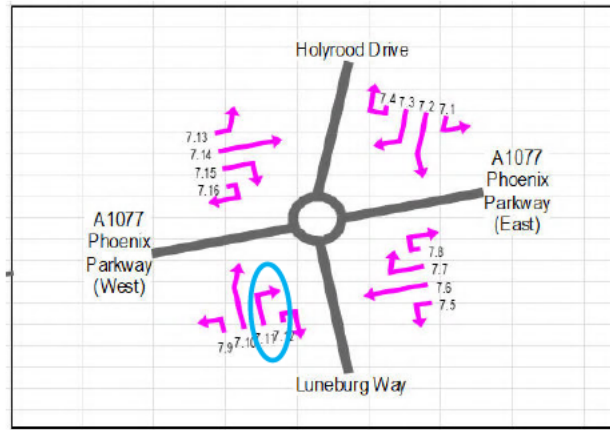 Holyrood Drive
7.4 7.3 7.2 7.1
7.13
7.14
7.15
7.16
A1077
Phoenix
Parkway
(East)
A1077
Phoenix
Parkway
(West)
7.8
7.7
7.6
7.5
7.9 7.10 7.11 7.12
Luneburg Way